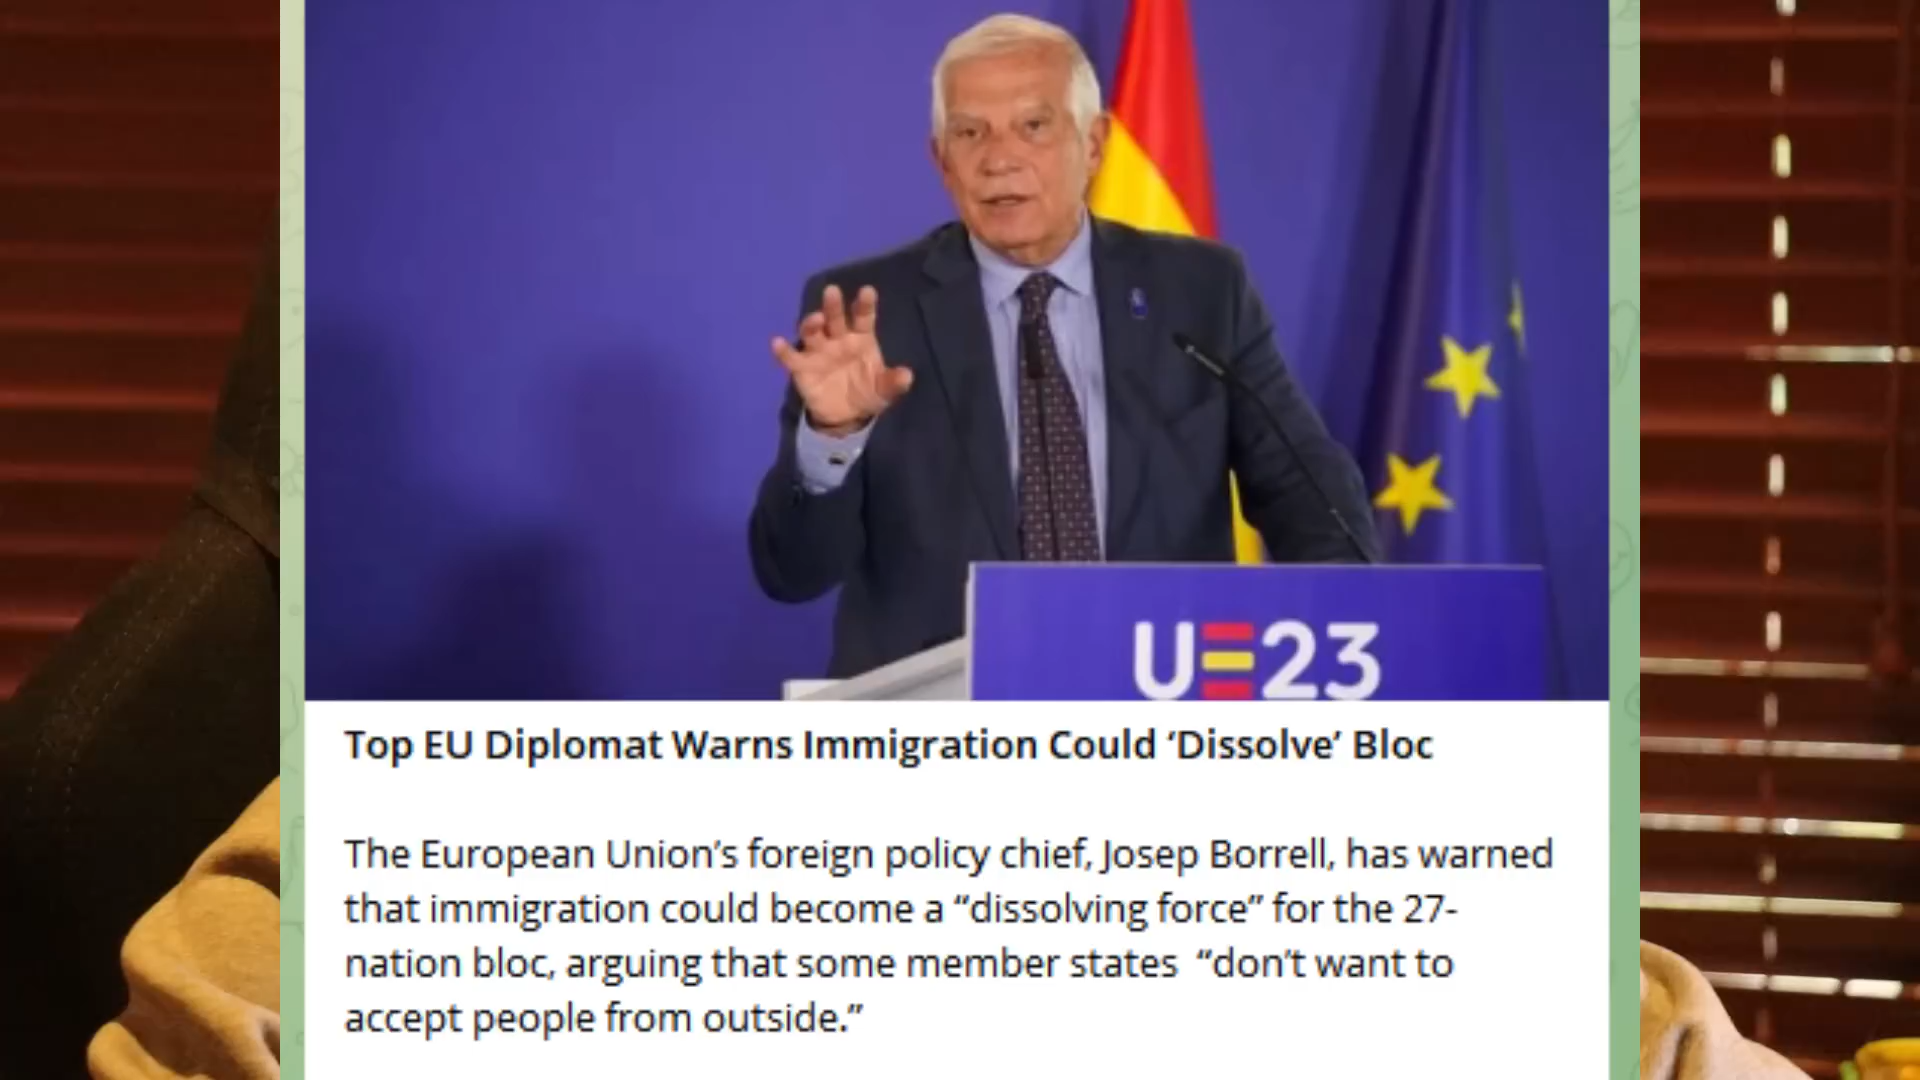 UE23
Top EU Diplomat Warns Immigration Could ‘Dissolve’ Bloc
The European Union’s foreign policy chief, Josep Borrell, has warned
that immigration could become a “dissolving force” for the 27-
nation bloc, arguing that some member states “don’t want to
accept people from outside.”